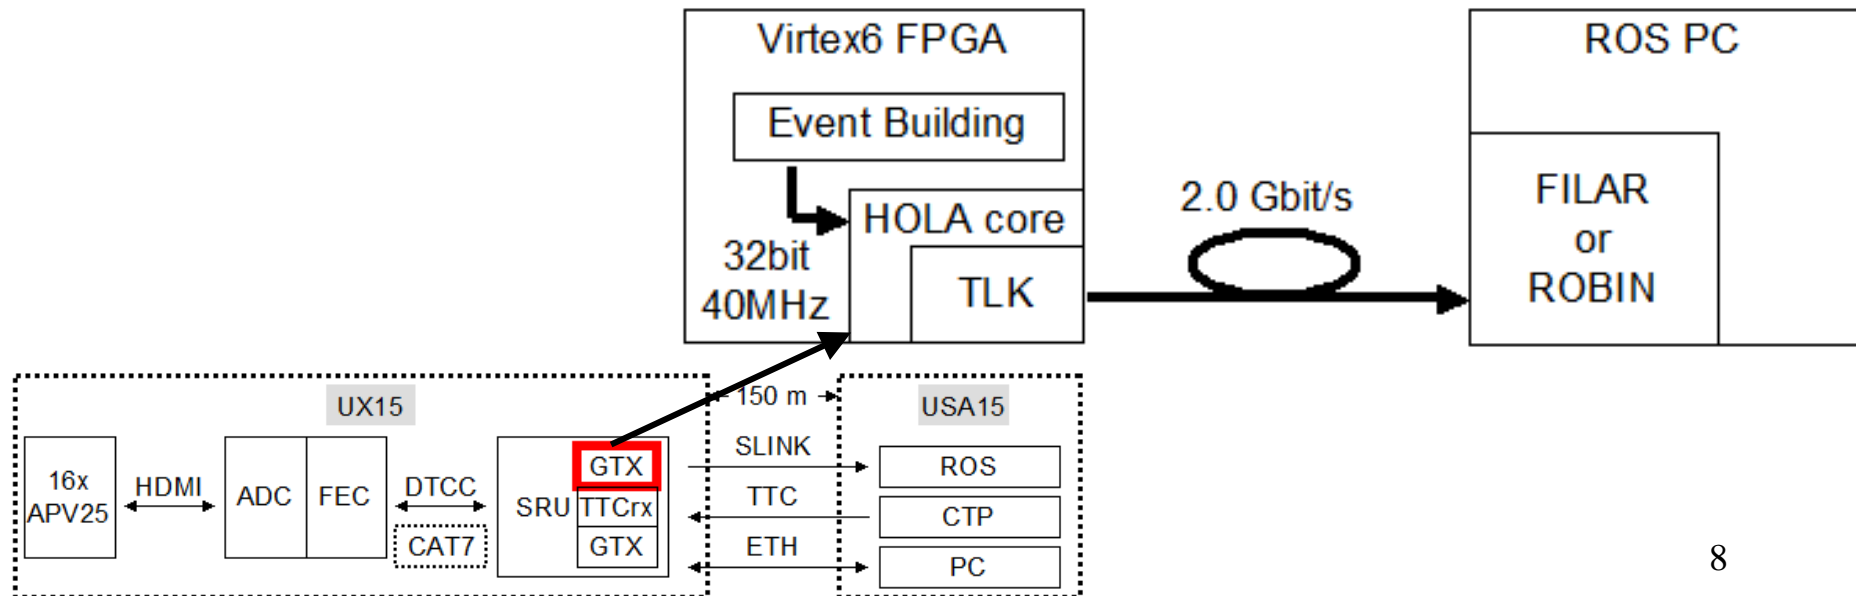 Virtex6 FPGA
Event Building
HOLA core
32bit
40MHz
TLK
2.0 Gbit/s
ROS PC
FILAR
or
ROBIN
UX15
150 m
USA15
16x
APV25
HDMI
ADC
FEC
DTCC
CAT7
SRU
GTX
TTCrx
GTX
SLINK
TTC
ETH
ROS
CTP
PC
8